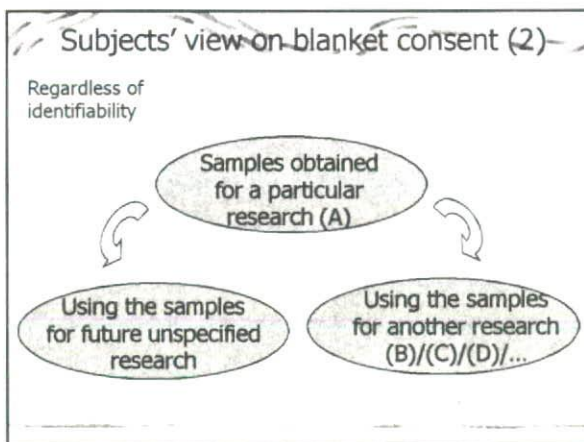 Subjects' view on blanket consent (2)
Regardless of
identifiability
Samples obtained
for a particular
research (A)
Using the samples
for future unspecified
research
Using the samples
for another research
(B)/(C)/(D)/...